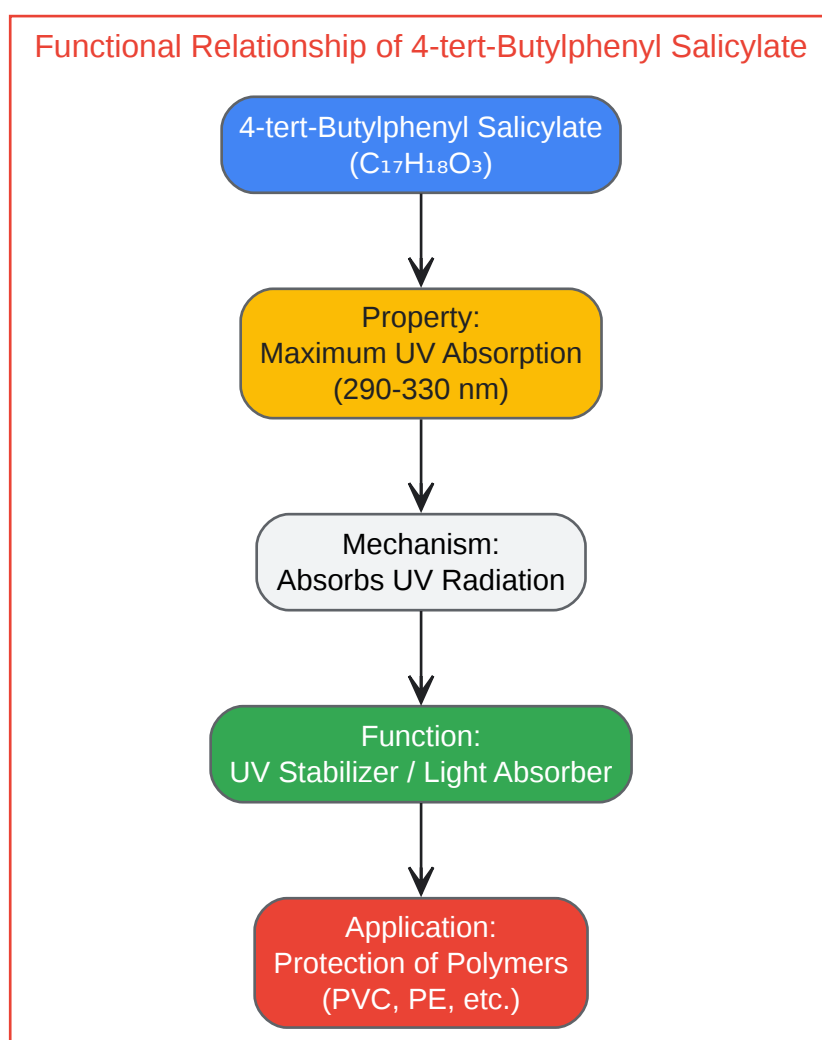 Functional Relationship of 4-tert-Butylphenyl Salicylate
4-tert-Butylphenyl Salicylate
(C₁₇H₁₈O₃)
Property:
Maximum UV Absorption
(290-330 nm)
Mechanism:
Absorbs UV Radiation
Function:
UV Stabilizer / Light Absorber
Application:
Protection of Polymers
(PVC, PE, etc.)